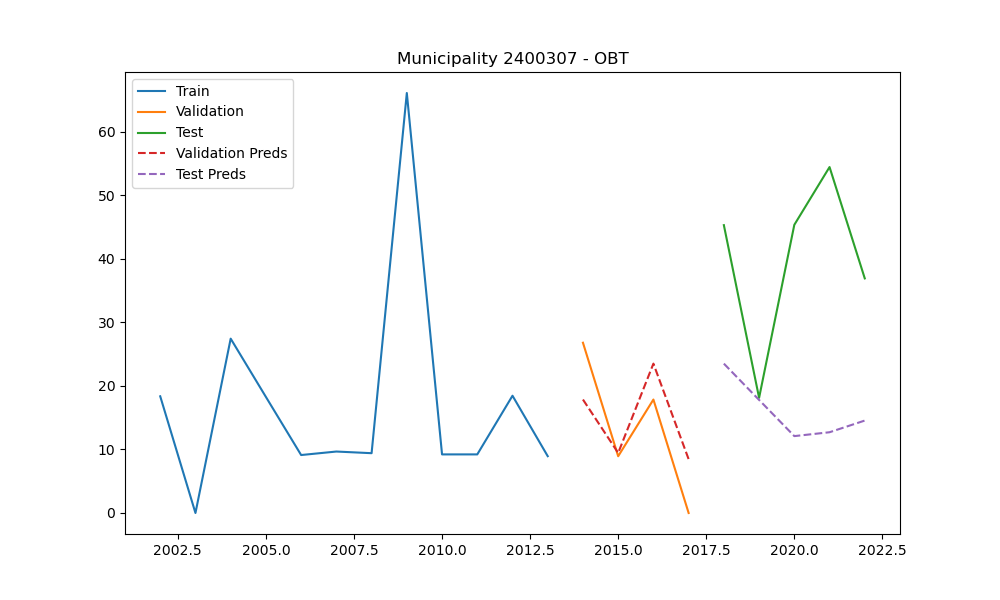 Municipality 2400307 - OBT
Train
Validation
Test
Validation Preds
Test Preds
60
50
40
30
20
10
0
2002.5 2005.0 2007.5 2010.0 2012.5 2015.0 2017.5 2020.0 2022.5